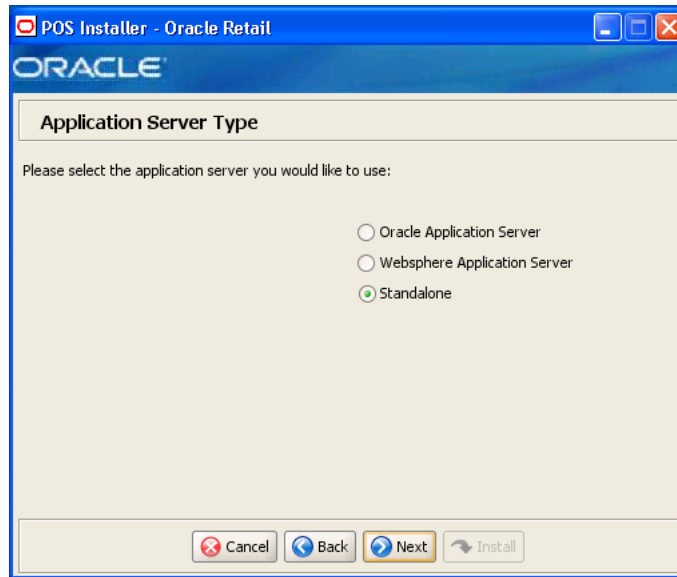 POS Installer - Oracle Retail
ORACLE
Application Server Type
Please select the application server you would like to use:
Oracle Application Server
Websphere Application Server
Standalone
Cancel Back Next Install